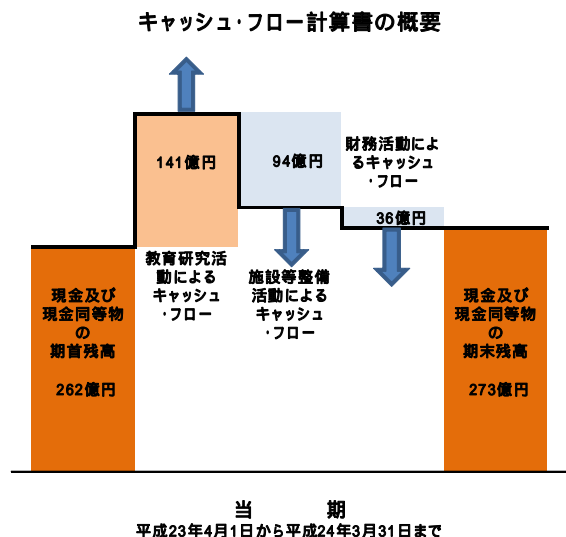 キャッシュ・フロー計算書の概要
141億円
94億円
財務活動によ
るキャッシュ
・フロー
36億円
教育研究活
動による
キャッシュ
・フロー
施設等整備
活動による
キャッシュ
・フロー
現金及び
現金同等物
の
期首残高
262億円
現金及び
現金同等物
の
期末残高
273億円
当 期
平成23年4月1日から平成24年3月31日まで